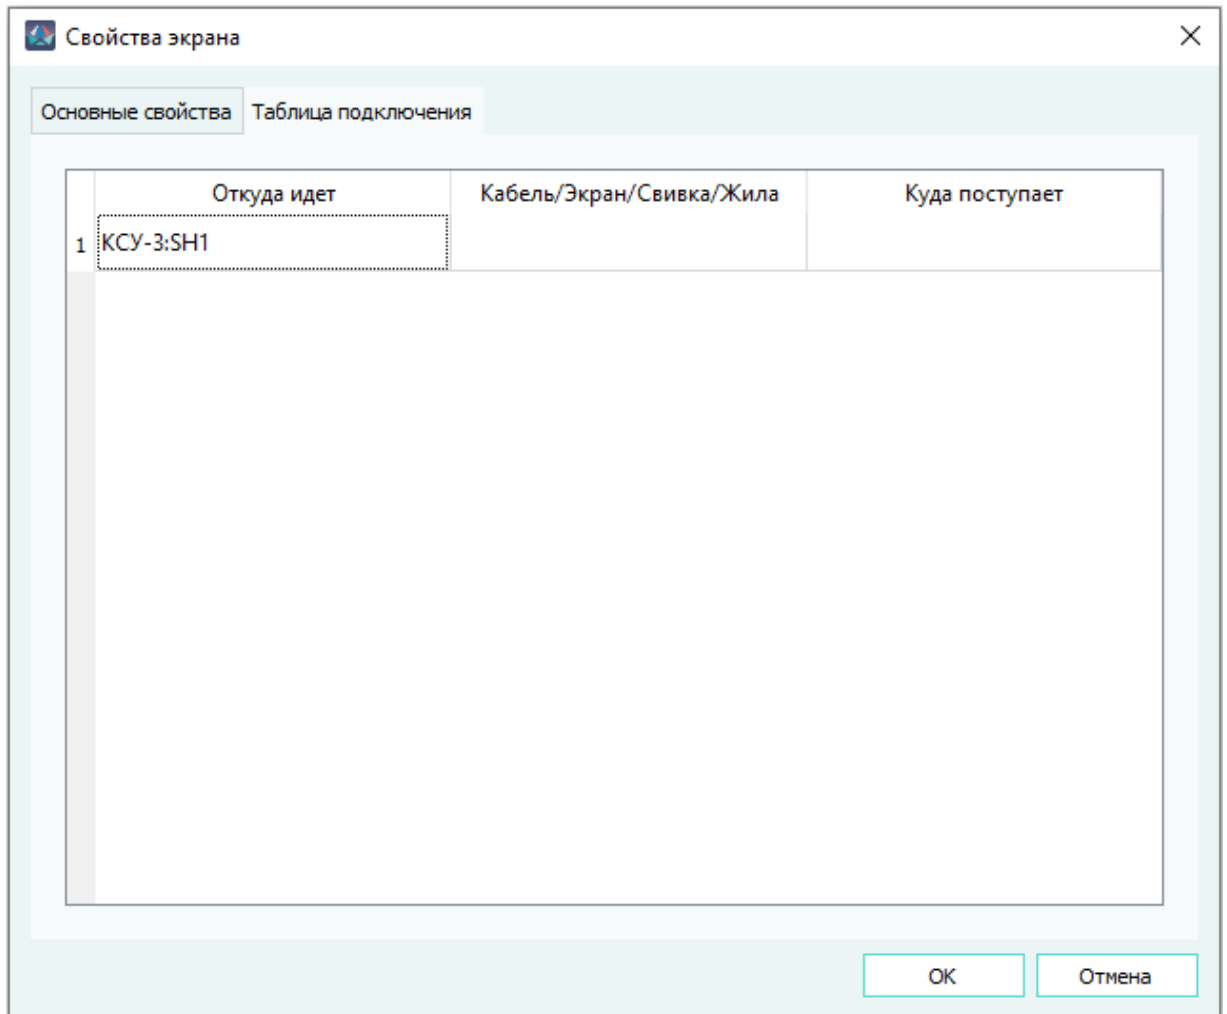 Свойства экрана
Основные свойства Таблица подключения
Откуда идет Кабель/Экран/Свивка/Жила Куда поступает
1 КСУ-3:SH1
ОК Отмена